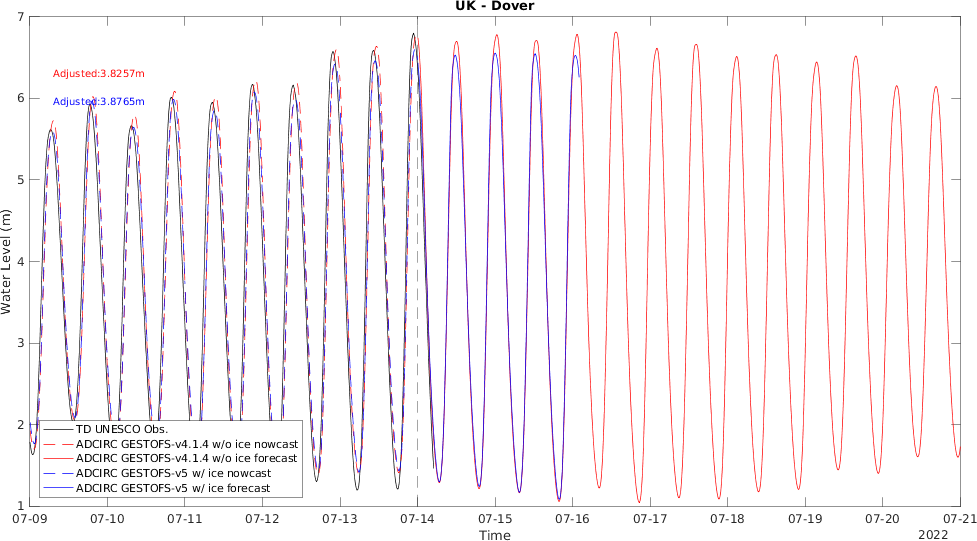 UK - Dover
7
Adjusted:3.8257m
6
Adjusted:3.8765m
5
Water Level (m)
4
3
2
TD UNESCO Obs.
ADCIRC GESTOFS-v4.1.4 w/o ice nowcast
ADCIRC GESTOFS-v4.1.4 w/o ice forecast
ADCIRC GESTOFS-v5 w/ ice nowcast
ADCIRC GESTOFS-v5 w/ ice forecast
1
07-09 07-10 07-11 07-12 07-13 07-14 07-15 07-16 07-17 07-18 07-19 07-20 07-21
Time
2022